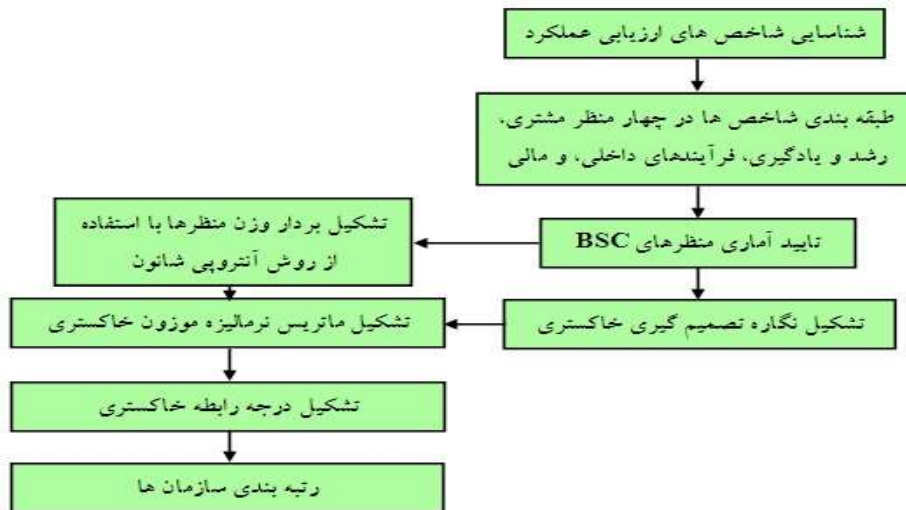 شناسایی شاخص های ارزیابی عملکرد
طبقه بندی شاخص ها در چهار منظر مشتری،
رشد و یادگیری، فرآیندهای داخلی، و مالی
تایید آماری منظرهای BSC
تشکیل بردار وزن منظرها با استفاده
از روش آنتروپی شانون
تشکیل نگاره تصمیم گیری خاکستری
تشکیل ماتریس نرمالیزه موزون خاکستری
تشکیل درجه رابطه خاکستری
رتبه بندی سازمان ها